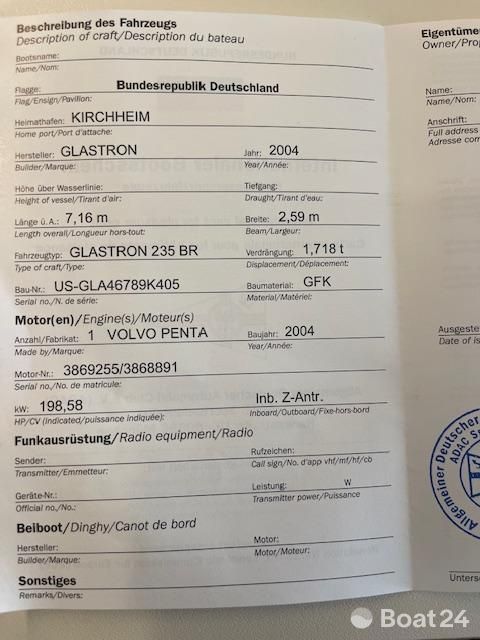 Beschreibung des Fahrzeugs
Description of craft/Description du bateau
Bootsname:
Name/Nom:
Flagge: Bundesrepublik Deutschland
Flag/Ensign/Pavillon:
Heimathafen: KIRCHHEIM
Home port/Port d'attache:
Hersteller: GLASTRON Jahr: 2004
Builder/Marque: Year/Année:
Höhe über Wasserlinie: Tiefgang:
Height of vessel/Tirant d'air: Draught/Tirant d'eau:
Länge ü.A.: 7,16 m Breite: 2,59 m
Length overall/Longueur hors-tout: Beam/Largeur:
Fahrzeugtyp: GLASTRON 235 BR Verdrängung: 1,718 t
Type of craft/Type: Displacement/Déplacement:
Bau-Nr.: US-GLA46789K405 Baumaterial: GFK
Serial no./N. de série: Material/Matériel:
Motor(en)/Engine(s)/Moteur(s)
Anzahl/Fabrikat: 1 VOLVO PENTA Baujahr: 2004
Made by/Marque: Year/Année:
Motor-Nr.: 3869255/3868891
Serial no./No. de matricule:
kW: 198,58 Inb. Z-Antr.
HP/CV (indicated/puissance indiquée): Inboard/Outboard/Fixe-hors-bord
Funkausrüstung/Radio equipment/Radio
Sender: Rufzeichen:
Transmitter/Emmetteur: Call sign/No. d'app vhf/mf/hf/cb
Geräte-Nr.: Leistung: W
Official no./No.: Transmitter power/Puissance
Beiboot/Dinghy/Canot de bord
Hersteller: Motor:
Builder/Marque: Motor/Moteur:
Sonstiges
Remarks/Divers:
Eigentüme
Owner/Prop
Name:
Name/Nom:
Anschrift:
Full address
Adresse com
Ausgeste
Date of is
Allgemeiner Deutscher
ADAC
Unters
Boat24